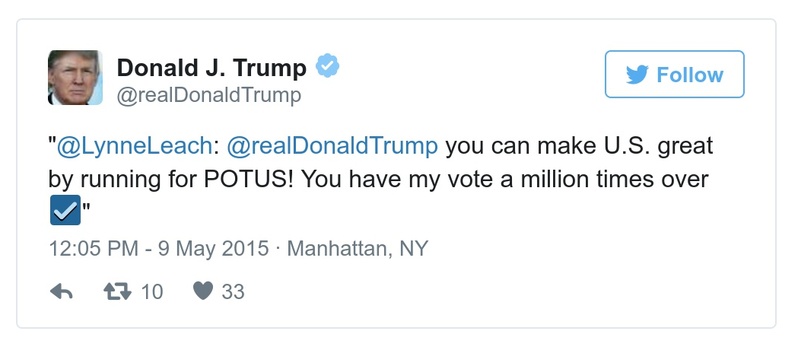 Donald J. Trump
@realDonaldTrump
Follow
"@LynneLeach: @realDonaldTrump you can make U.S. great
by running for POTUS! You have my vote a million times over
☑"
12:05 PM - 9 May 2015 · Manhattan, NY
10 33